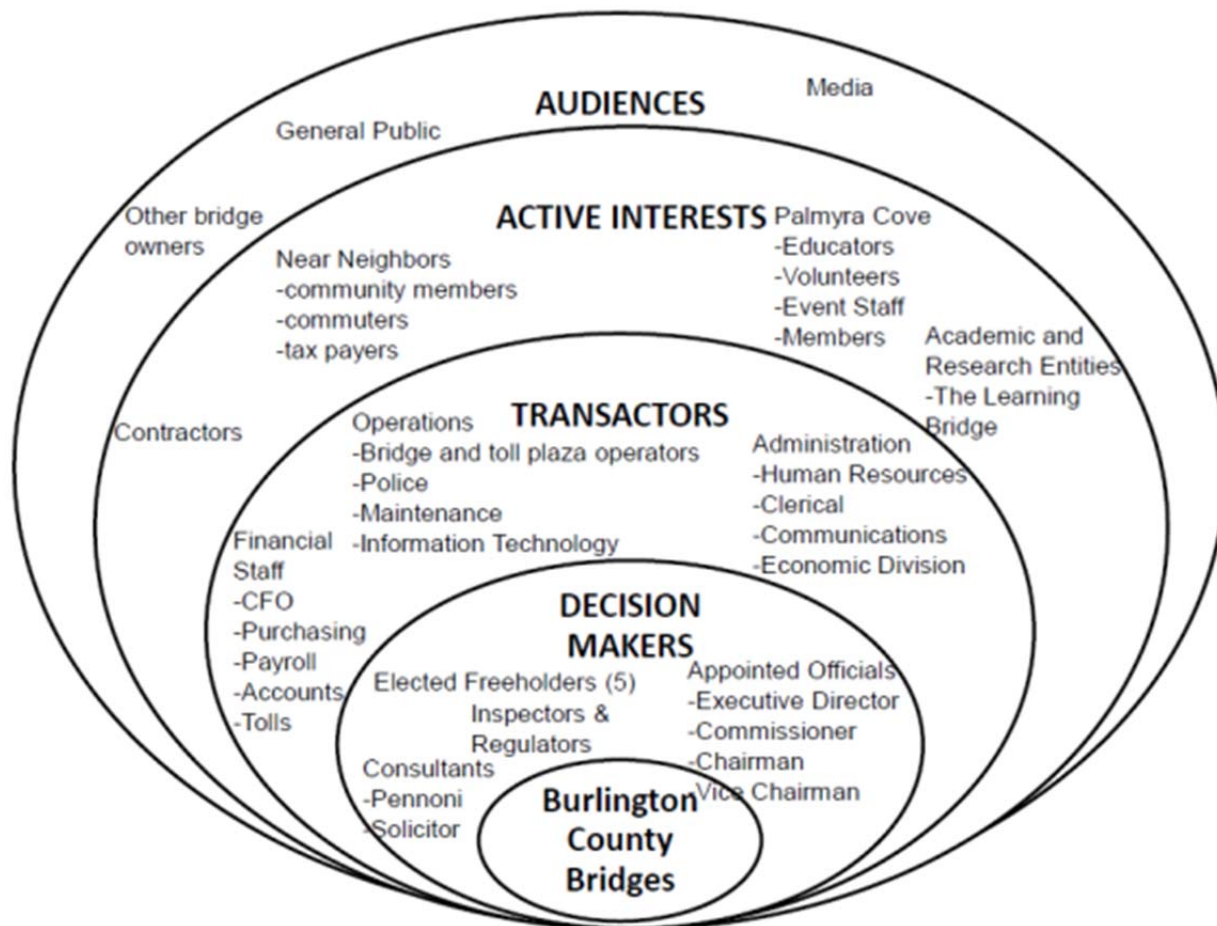 AUDIENCES
Media
General Public
Other bridge
owners
ACTIVE INTERESTS
Near Neighbors
-community members
-commuters
-tax payers
Palmyra Cove
-Educators
-Volunteers
-Event Staff
-Members
Academic and
Research Entities
-The Learning
Bridge
Contractors
TRANSACTORS
Operations
-Bridge and toll plaza operators
-Police
-Maintenance
-Information Technology
Administration
-Human Resources
-Clerical
-Communications
-Economic Division
Financial
Staff
-CFO
-Purchasing
-Payroll
-Accounts
-Tolls
DECISION
MAKERS
Elected Freeholders (5)
Inspectors &
Regulators
Appointed Officials
-Executive Director
-Commissioner
-Chairman
-Vice Chairman
Consultants
-Pennoni
-Solicitor
Burlington
County
Bridges